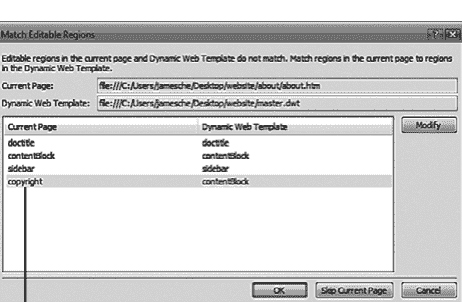 Match Editable Regions
Editable regions in the current page and Dynamic Web Template do not match. Match regions in the current page to regions
in the Dynamic Web Template.
Current Page: file:///C:/Users/jamesche/Desktop/website/about/about.htm
Dynamic Web Template: file:///C:/Users/jamesche/Desktop/website/master.dwt
Current Page Dynamic Web Template Modify
doctitle doctitle
contentBlock contentBlock
sidebar sidebar
copyright contentBlock
OK Skip Current Page Cancel